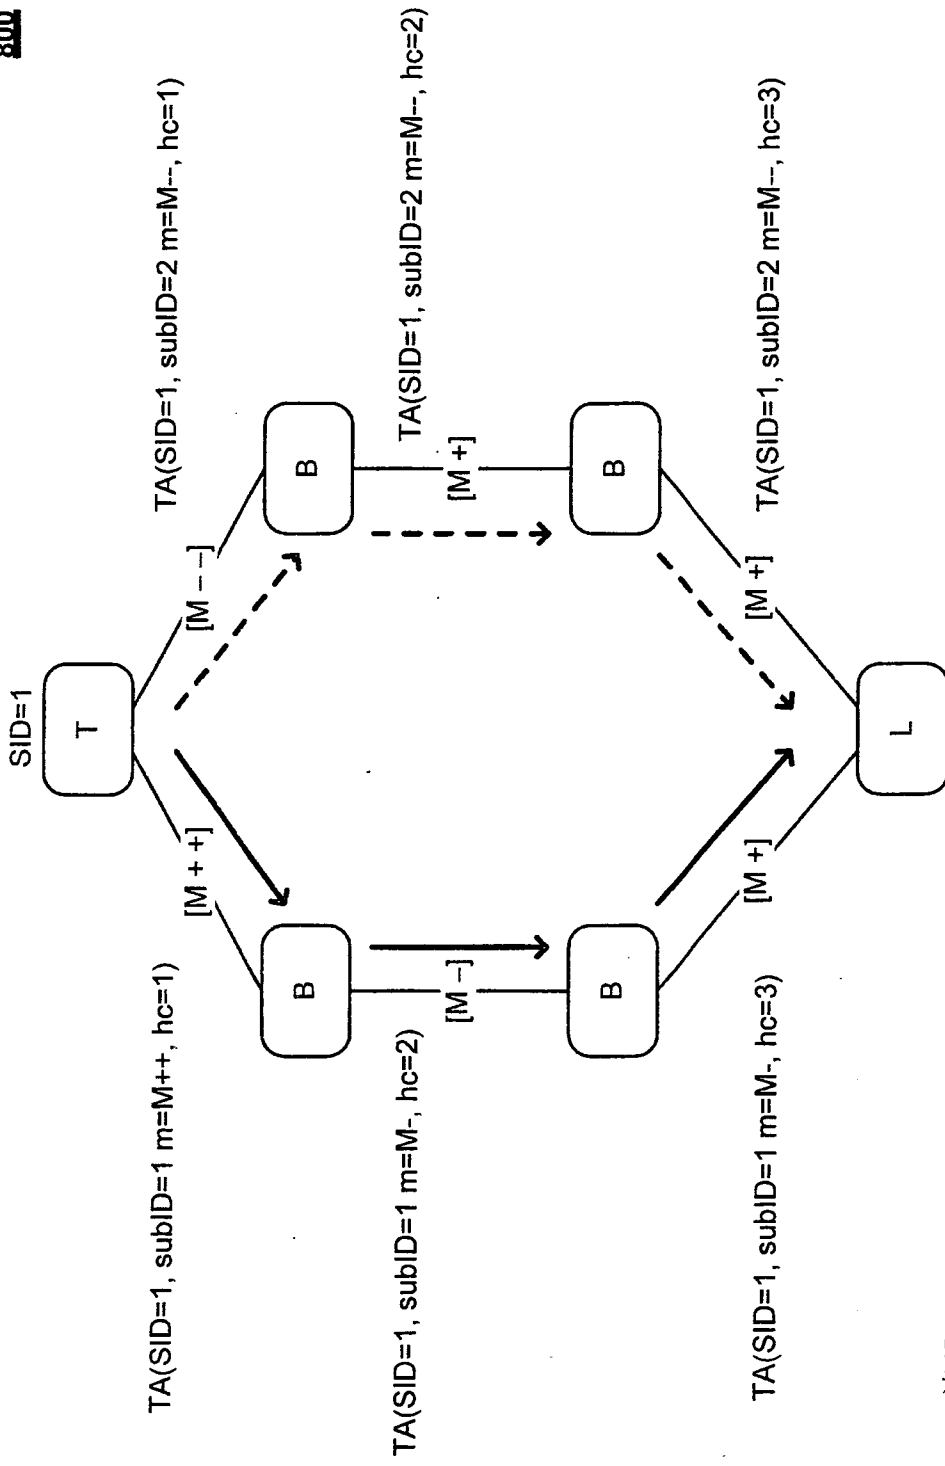 800
SID=1
T
TA(SID=1, subID=1 m=M++, hc=1)
TA(SID=1, subID=2 m=M--, hc=1)
[M + +]
[M - -]
B
B
TA(SID=1, subID=1 m=M-, hc=2)
TA(SID=1, subID=2 m=M--, hc=2)
[M -]
[M +]
B
B
TA(SID=1, subID=1 m=M-, hc=3)
[M +]
[M +]
TA(SID=1, subID=2 m=M--, hc=3)
L